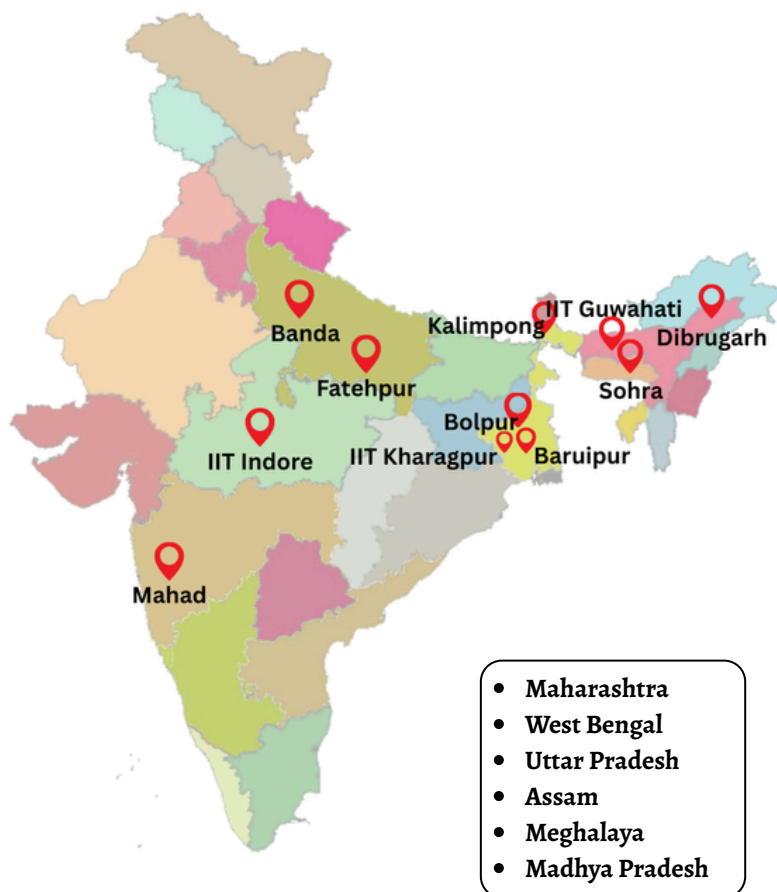 IIT Guwahati
Kalimpong
Dibrugarh
Banda
Fatehpur
Sohra
Bolpur
IIT Indore
IIT Kharagpur
Baruipur
Mahad
• Maharashtra
• West Bengal
• Uttar Pradesh
• Assam
• Meghalaya
• Madhya Pradesh